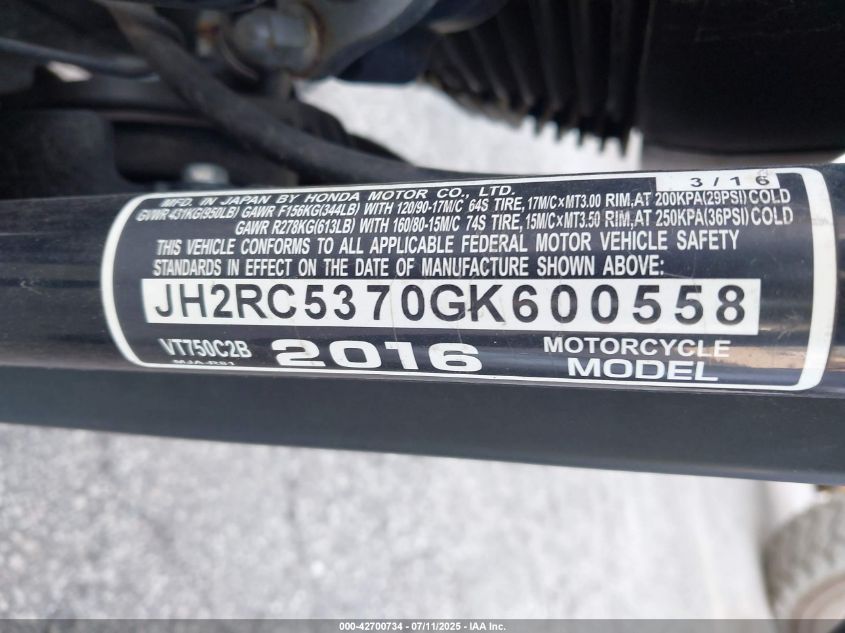 3/16
MFD. IN JAPAN BY HONDA MOTOR CO., LTD.
GVWR 431KG(950LB) GAWR F156KG(344LB) WITH 120/90-17M/C 64S TIRE, 17M/C×MT3.00 RIM, AT 200KPA(29PSI) COLD
GAWR R278KG(613LB) WITH 160/80-15M/C 74S TIRE, 15M/C×MT3.50 RIM, AT 250KPA(36PSI) COLD
THIS VEHICLE CONFORMS TO ALL APPLICABLE FEDERAL MOTOR VEHICLE SAFETY
STANDARDS IN EFFECT ON THE DATE OF MANUFACTURE SHOWN ABOVE:
JH2RC5370GK600558
VT750C2B 2016 MOTORCYCLE
MODEL
000-42700734 - 07/11/2025 - IAA Inc.